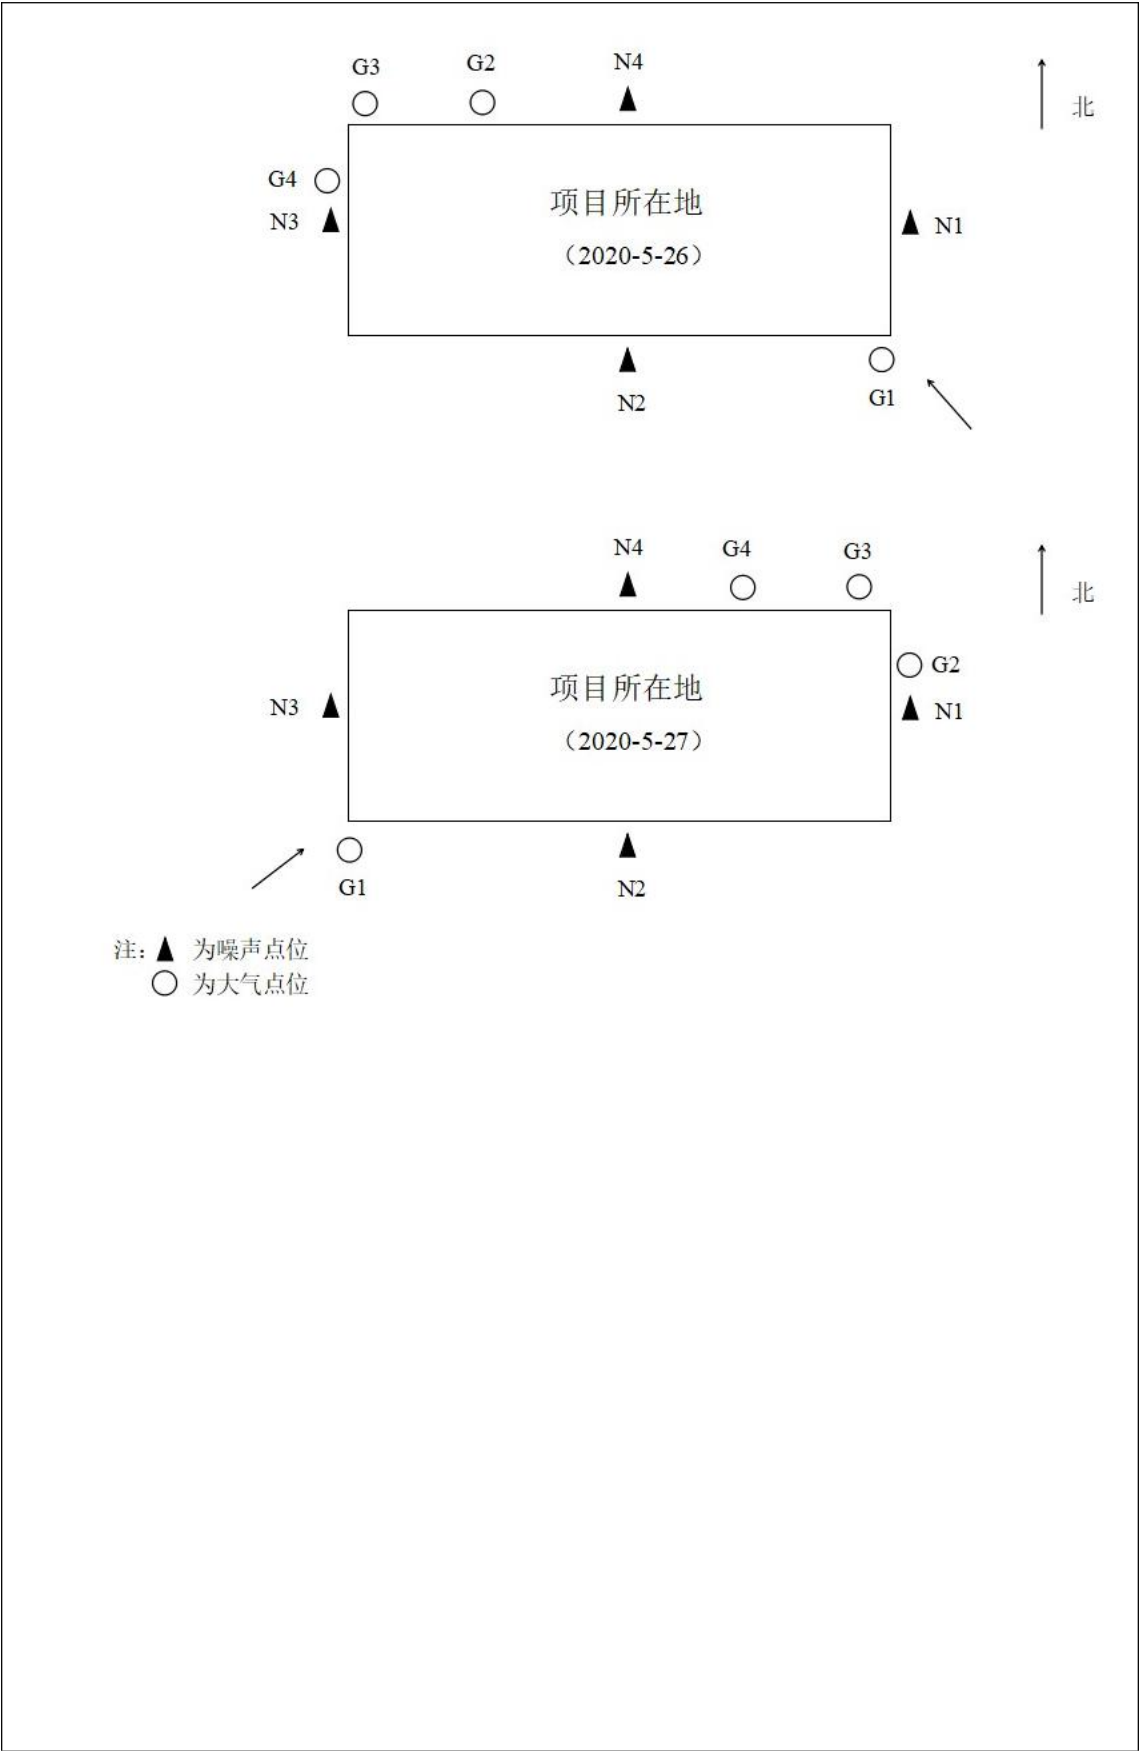 G3 G2 N4
北
G4
项目所在地
N3 N1
（2020-5-26）
N2 G1
N4 G4 G3
北
G2
项目所在地
N3 N1
（2020-5-27）
G1 N2
注：▲ 为噪声点位
○ 为大气点位